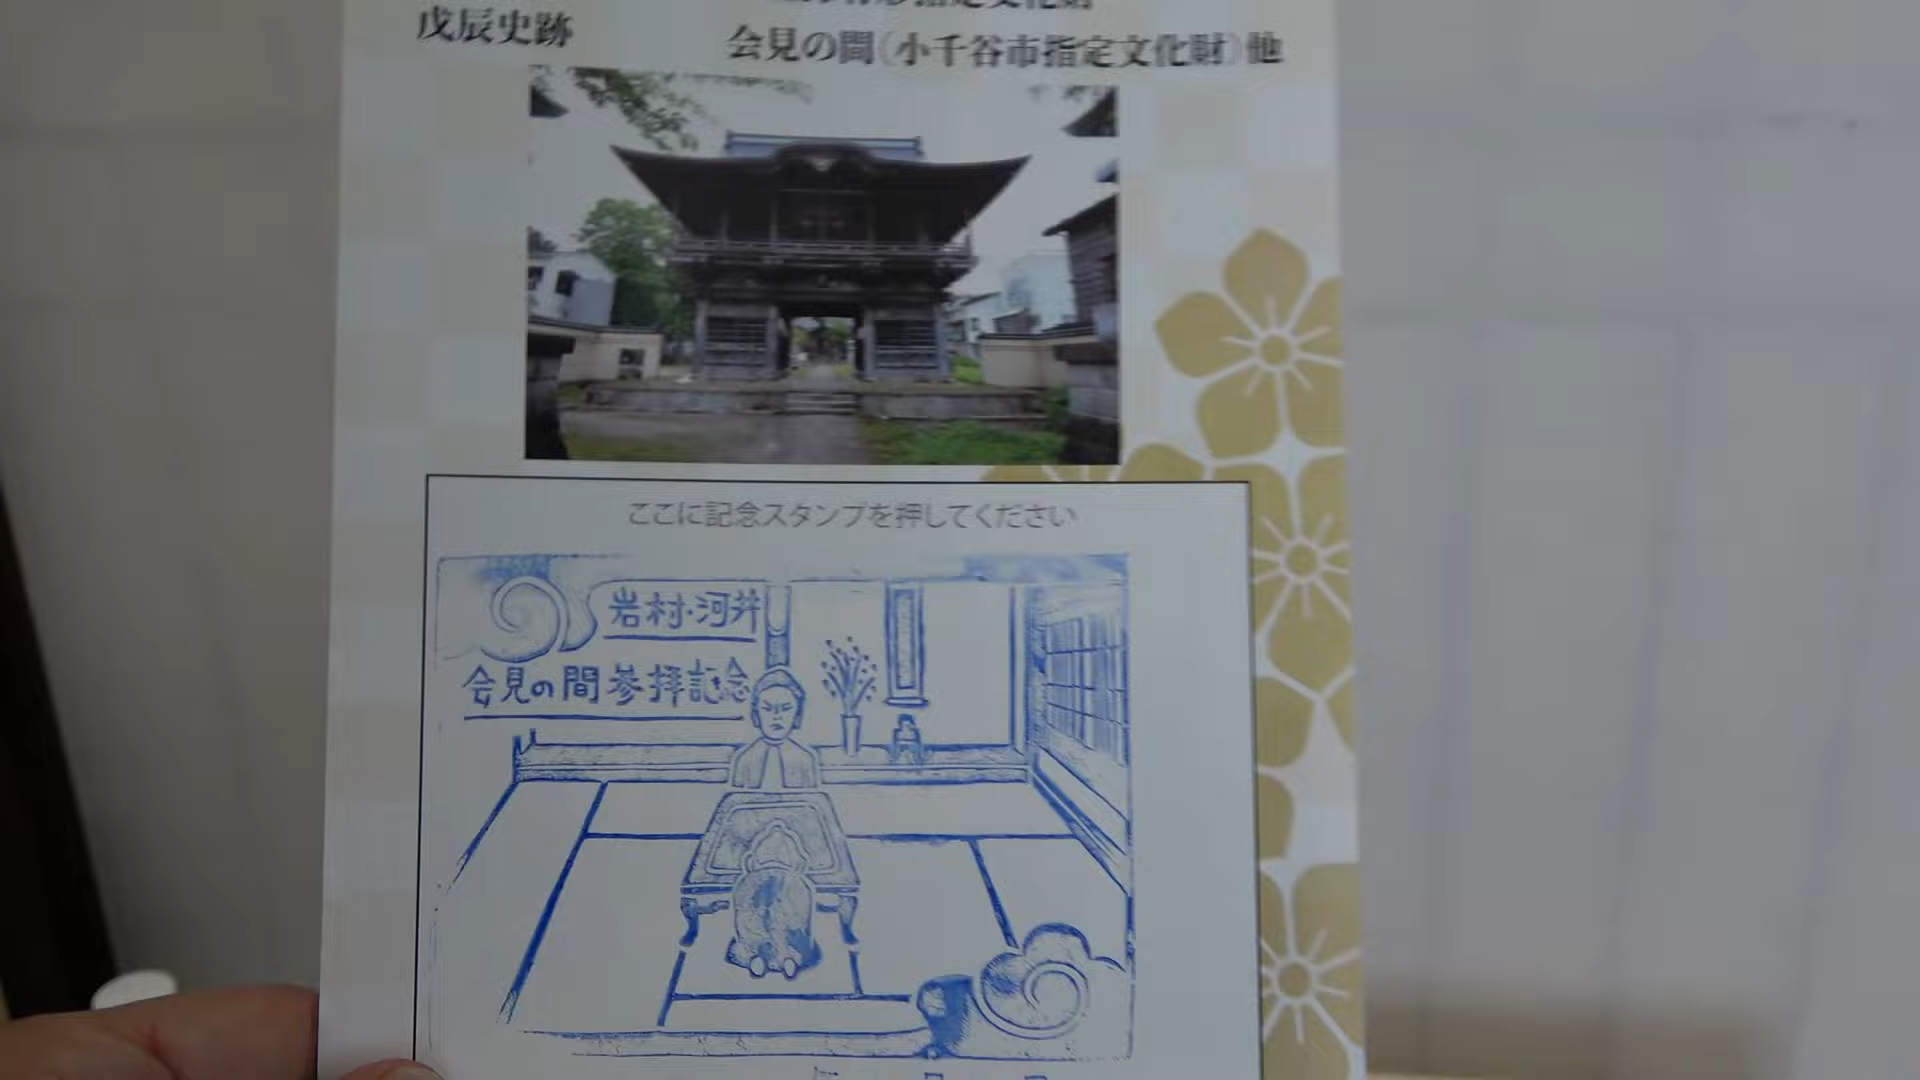 戊辰史跡
会見の間（小千谷市指定文化財）他
ここに記念スタンプを押してください
岩村・河井
会見の間参拝記念